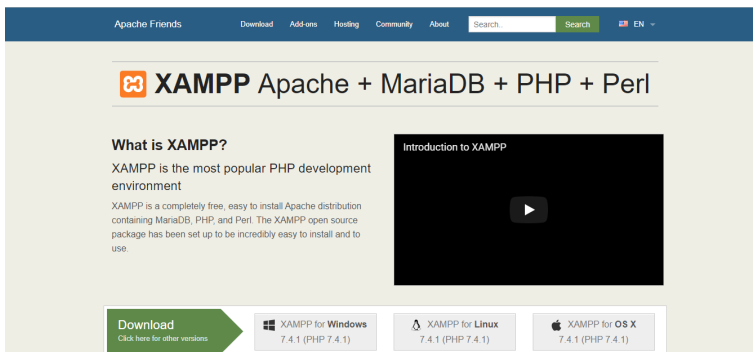 Apache Friends Download Add-ons Hosting Community About Search.. Search EN
XAMPP Apache + MariaDB + PHP + Perl
What is XAMPP?
XAMPP is the most popular PHP development
environment
XAMPP is a completely free, easy to install Apache distribution
containing MariaDB, PHP, and Perl. The XAMPP open source
package has been set up to be incredibly easy to install and to
use.
Introduction to XAMPP
Download
Click here for other versions
XAMPP for Windows
7.4.1 (PHP 7.4.1)
XAMPP for Linux
7.4.1 (PHP 7.4.1)
XAMPP for OS X
7.4.1 (PHP 7.4.1)